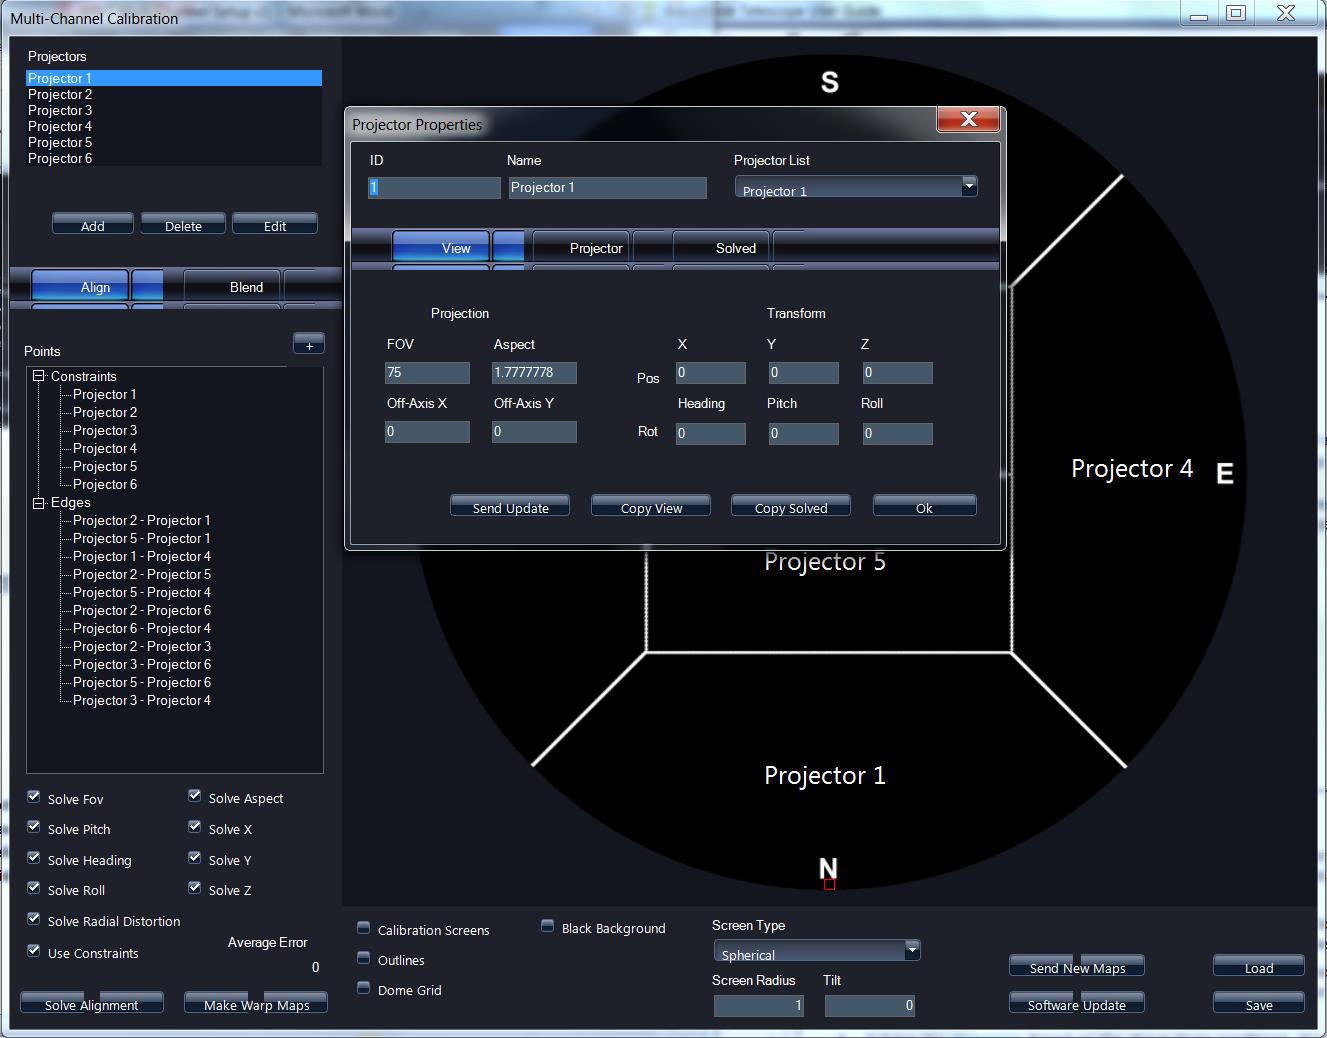 Multi-Channel Calibration
Projectors
Projector 1
Projector 2
Projector 3
Projector 4
Projector 5
Projector 6
Add Delete Edit
Align Blend
Points
+
Constraints
Projector 1
Projector 2
Projector 3
Projector 4
Projector 5
Projector 6
Edges
Projector 2 - Projector 1
Projector 5 - Projector 1
Projector 1 - Projector 4
Projector 2 - Projector 5
Projector 5 - Projector 4
Projector 2 - Projector 6
Projector 6 - Projector 4
Projector 2 - Projector 3
Projector 3 - Projector 6
Projector 5 - Projector 6
Projector 3 - Projector 4
Solve Fov Solve Aspect
Solve Pitch Solve X
Solve Heading Solve Y
Solve Roll Solve Z
Solve Radial Distortion
Use Constraints
Average Error
0
Solve Alignment Make Warp Maps
S
Projector Properties
ID Name Projector List
1 Projector 1 Projector 1
View Projector Solved
Projection Transform
FOV Aspect X Y Z
75 1.7777778 Pos 0 0 0
Off-Axis X Off-Axis Y Heading Pitch Roll
0 0 Rot 0 0 0
Send Update Copy View Copy Solved Ok
Projector 4 E
Projector 5
Projector 1
N
Calibration Screens Black Background
Outlines
Dome Grid
Screen Type
Spherical
Screen Radius Tilt
1 0
Send New Maps Load
Software Update Save